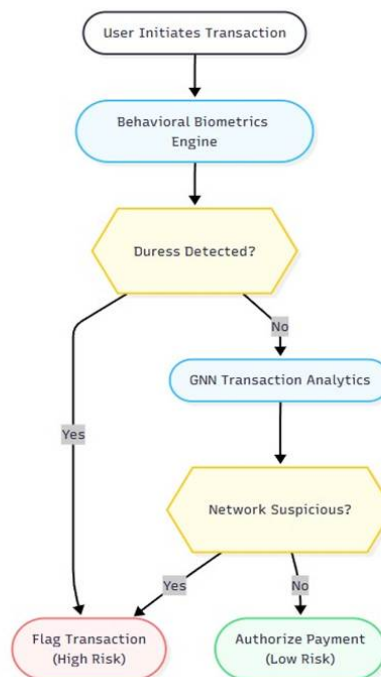 User Initiates Transaction
Behavioral Biometrics
Engine
Duress Detected?
No
GNN Transaction Analytics
Yes
Network Suspicious?
Yes
No
Flag Transaction
(High Risk)
Authorize Payment
(Low Risk)